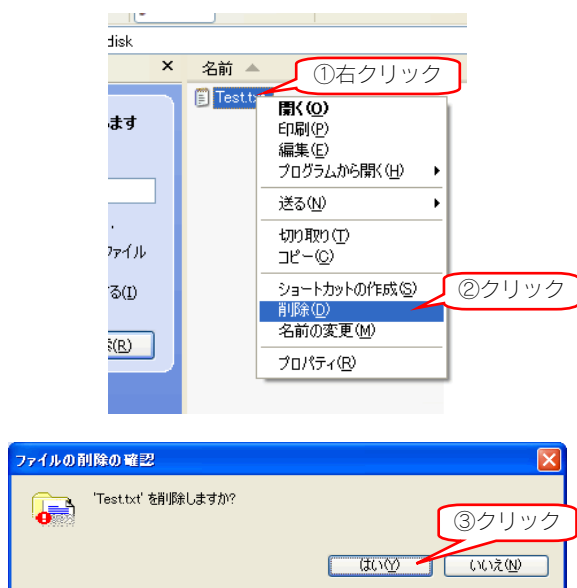 disk
×
名前
①右クリック
Test.tx
ます
開く(O)
印刷(P)
編集(E)
プログラムから開く(H)
送る(N)
ファイル
切り取り(T)
コピー(C)
る(I)
ショートカットの作成(S)
②クリック
削除(D)
名前の変更(M)
(R)
プロパティ(R)
ファイルの削除の確認
'Test.txt' を削除しますか?
③クリック
はい(Y)
いいえ(N)